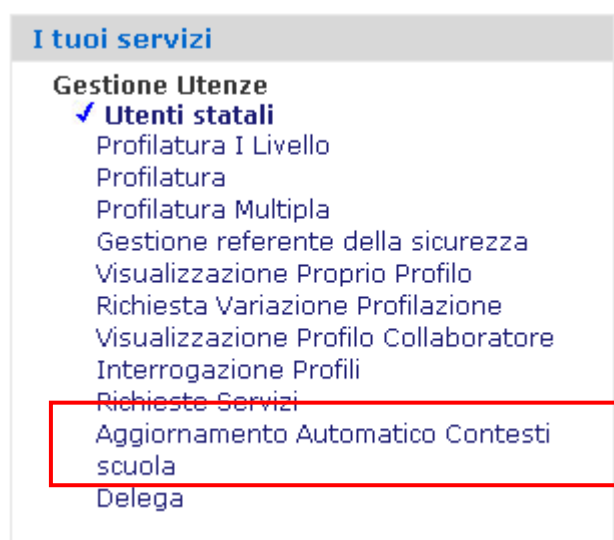 I tuoi servizi
Gestione Utenze
Utenti statali
Profilatura I Livello
Profilatura
Profilatura Multipla
Gestione referente della sicurezza
Visualizzazione Proprio Profilo
Richiesta Variazione Profilazione
Visualizzazione Profilo Collaboratore
Interrogazione Profili
Richieste Servizi
Aggiornamento Automatico Contesti
scuola
Delega